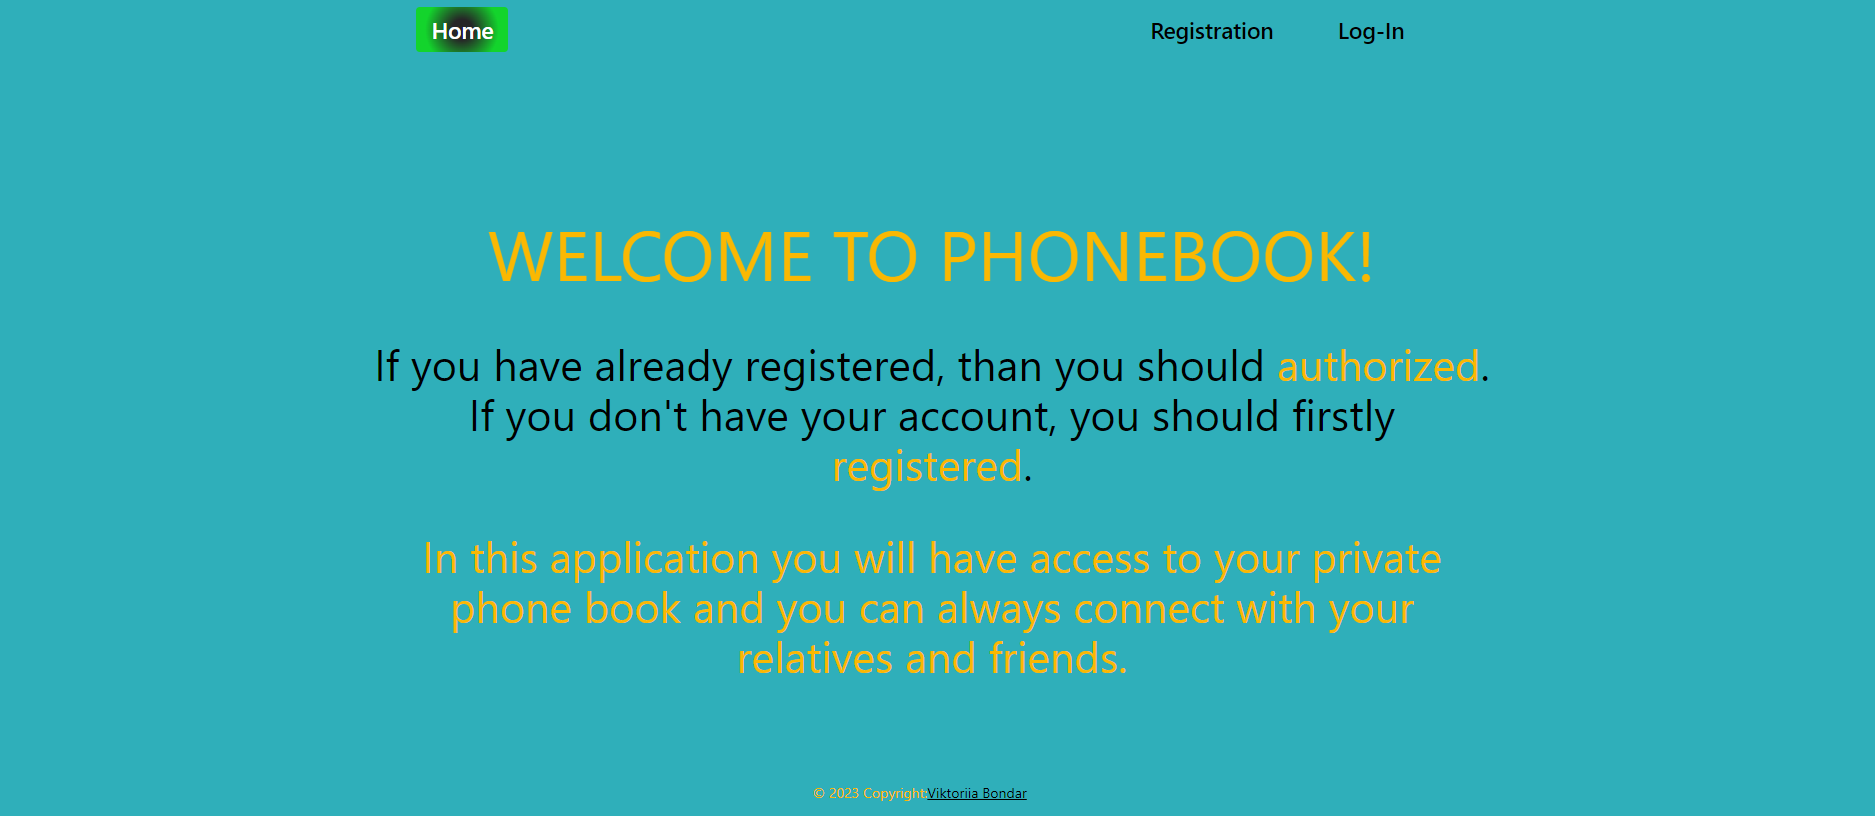 Home Registration Log-In
WELCOME TO PHONEBOOK!
If you have already registered, than you should authorized.
If you don't have your account, you should firstly
registered.
In this application you will have access to your private
phone book and you can always connect with your
relatives and friends.
© 2023 Copyright:Viktoriia Bondar